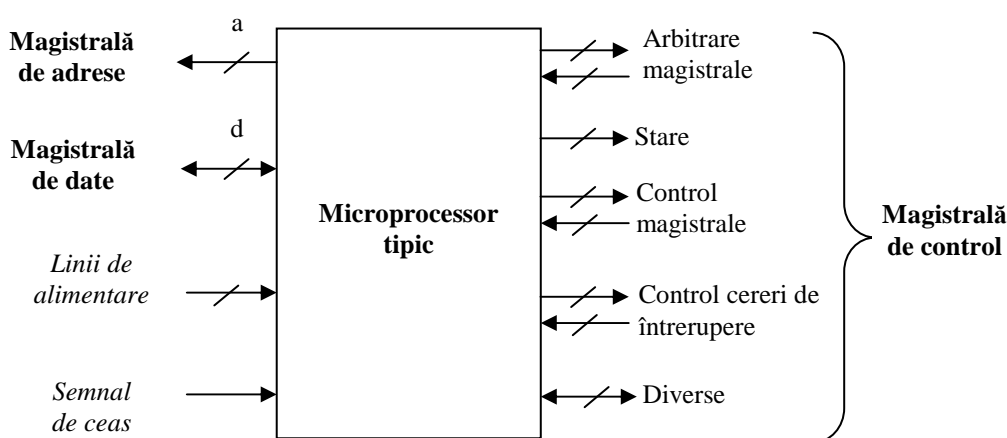 a
Magistrală
de adrese
d
Magistrală
de date
Linii de
alimentare
Semnal
de ceas
Microprocessor
tipic
Arbitrare
magistrale
Stare
Control
magistrale
Control cereri de
întrerupere
Diverse
Magistrală
de control